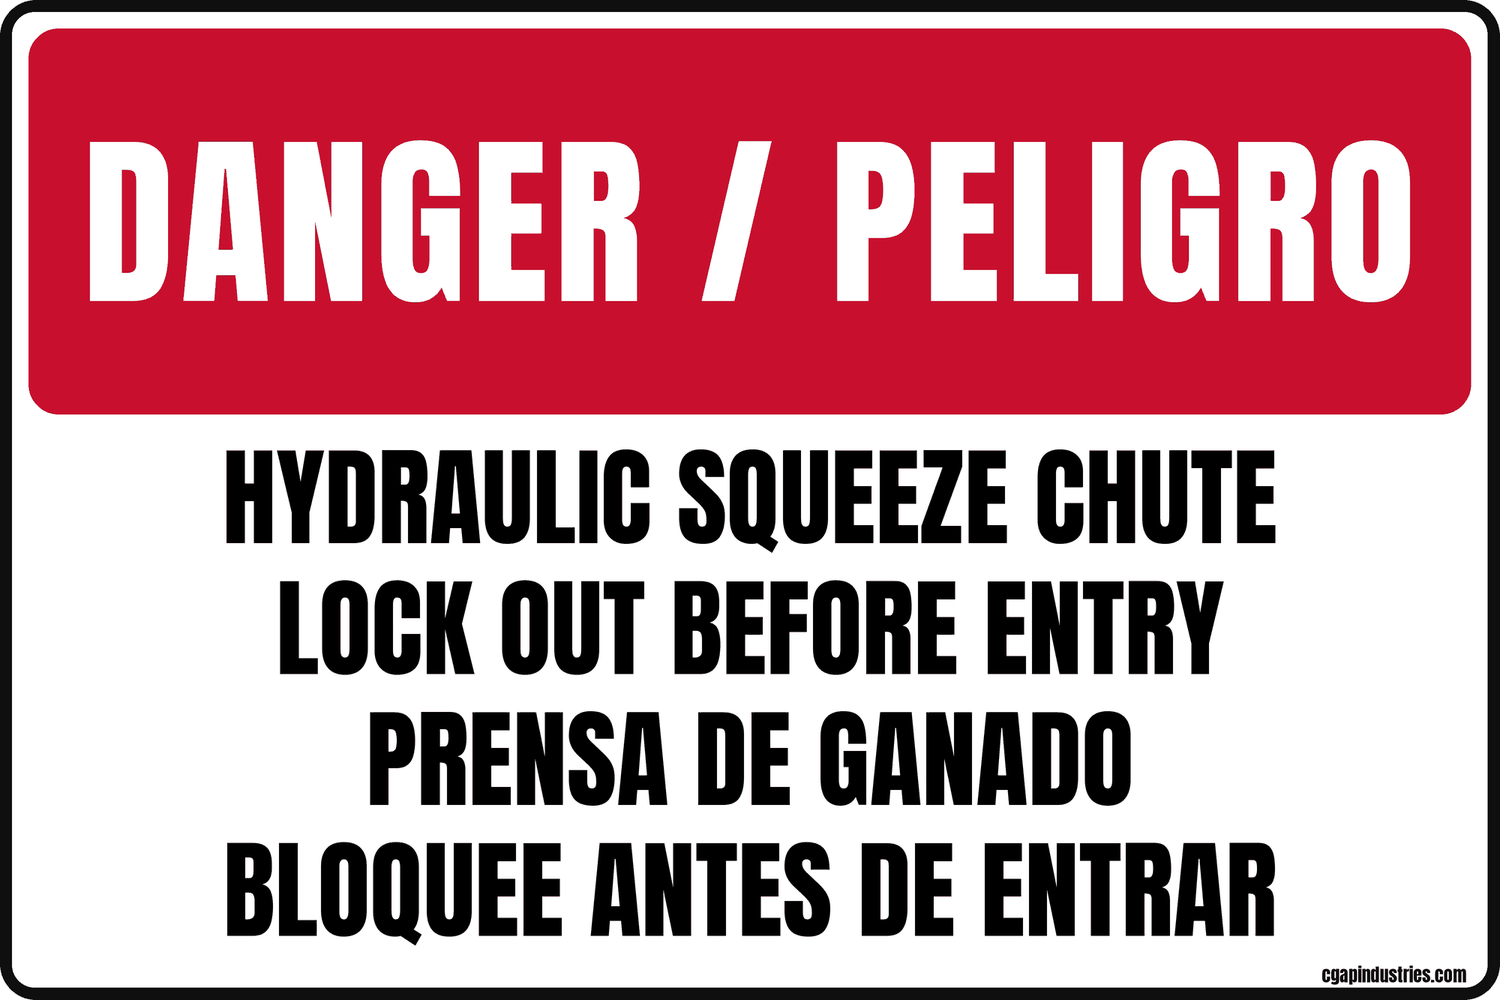 DANGER / PELIGRO
HYDRAULIC SQUEEZE CHUTE
LOCK OUT BEFORE ENTRY
PRENSA DE GANADO
BLOQUEE ANTES DE ENTRAR
cgapindustries.com